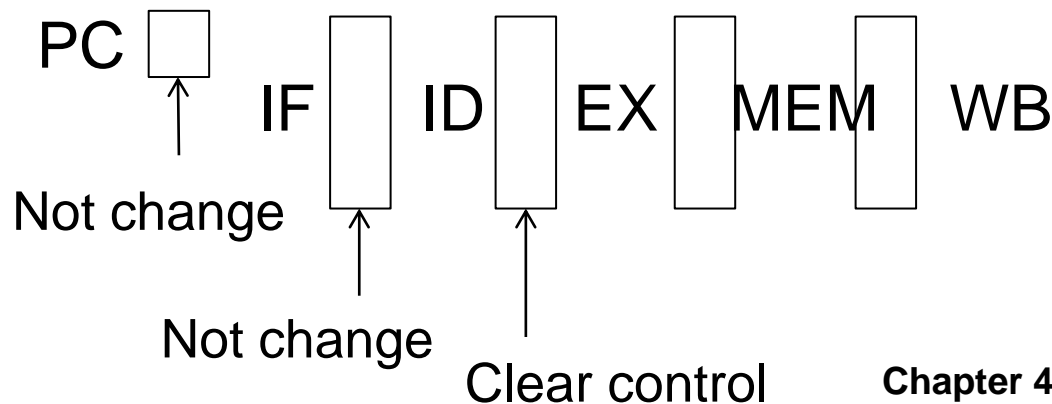 PC
IF ID EX MEM WB
Not change
Not change
Clear control
Chapter 4